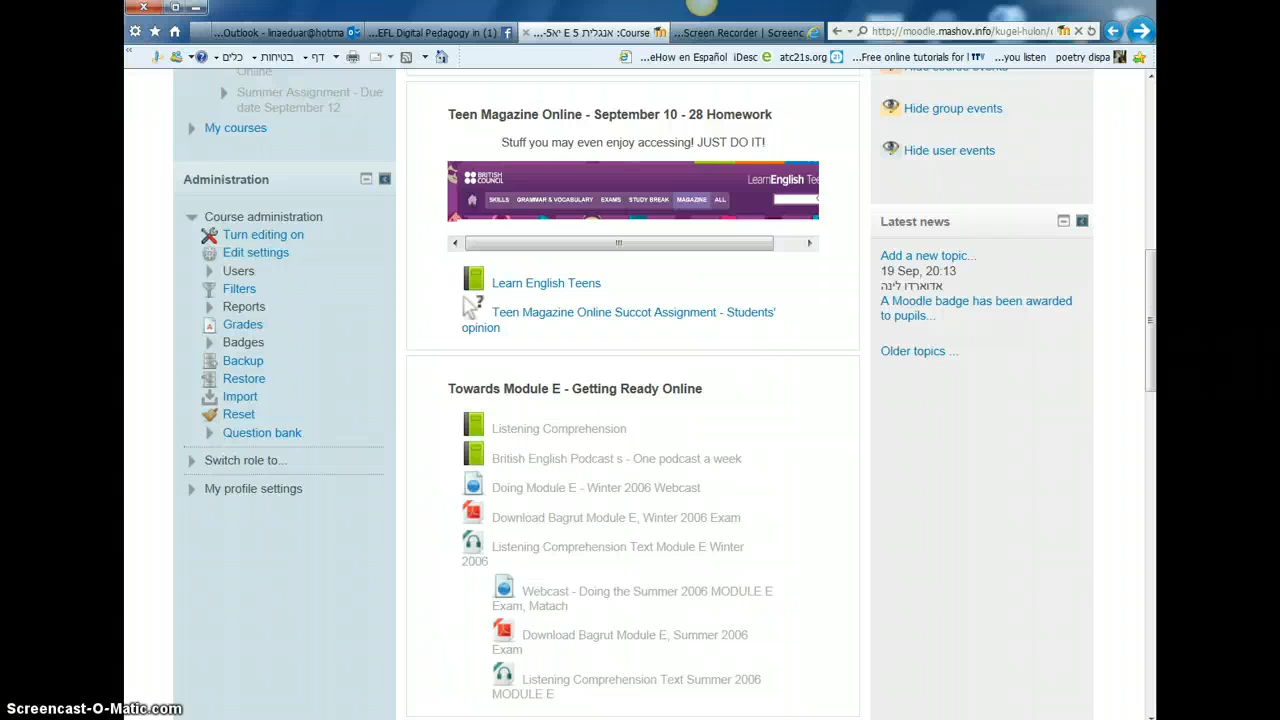 ...Outlook - linaeduar@hotma
...EFL Digital Pedagogy in (1)
...-5יא E 5 אנגלית :Course
...Screen Recorder | Screenc
http://moodle.mashov.info/kugel-hulon/c
כלים
בטיחות
דף
...eHow en Español iDesc
atc21s.org
...Free online tutorials for l
...you listen
poetry dispa
Online
Summer Assignment - Due
date September 12
My courses
Administration
Course administration
Turn editing on
Edit settings
Users
Filters
Reports
Grades
Badges
Backup
Restore
Import
Reset
Question bank
Switch role to...
My profile settings
Teen Magazine Online - September 10 - 28 Homework
Stuff you may even enjoy accessing! JUST DO IT!
BRITISH
COUNCIL
LearnEnglish Tee
SKILLS GRAMMAR & VOCABULARY EXAMS STUDY BREAK MAGAZINE ALL
Learn English Teens
Teen Magazine Online Succot Assignment - Students'
opinion
Towards Module E - Getting Ready Online
Listening Comprehension
British English Podcast s - One podcast a week
Doing Module E - Winter 2006 Webcast
Download Bagrut Module E, Winter 2006 Exam
Listening Comprehension Text Module E Winter
2006
Webcast - Doing the Summer 2006 MODULE E
Exam, Matach
Download Bagrut Module E, Summer 2006
Exam
Listening Comprehension Text Summer 2006
MODULE E
Hide group events
Hide user events
Latest news
Add a new topic...
19 Sep, 20:13
אדוארדו לינה
A Moodle badge has been awarded
to pupils...
Older topics ...
Screencast-O-Matic.com